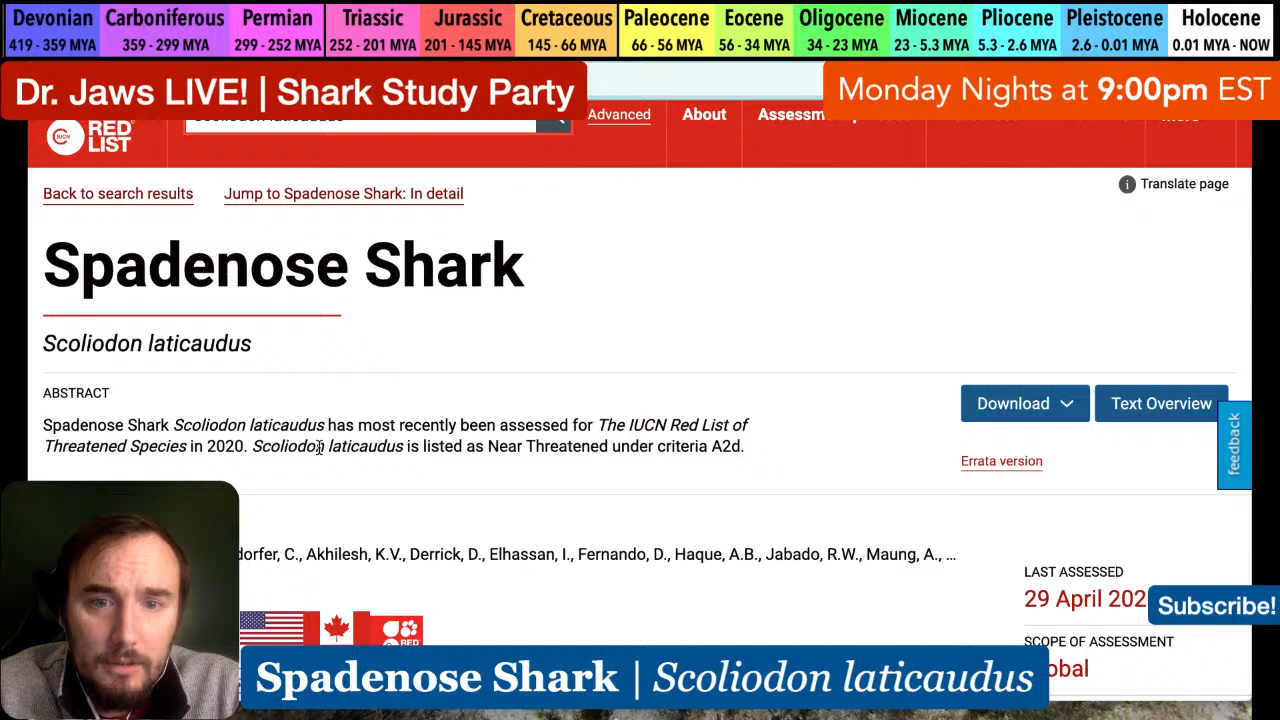 Devonian Carboniferous Permian Triassic Jurassic Cretaceous Paleocene Eocene Oligocene Miocene Pliocene Pleistocene Holocene
419 - 359 MYA 359 - 299 MYA 299 - 252 MYA 252 - 201 MYA 201 - 145 MYA 145 - 66 MYA 66 - 56 MYA 56 - 34 MYA 34 - 23 MYA 23 - 5.3 MYA 5.3 - 2.6 MYA 2.6 - 0.01 MYA 0.01 MYA - NOW
Dr. Jaws LIVE! | Shark Study Party
Monday Nights at 9:00pm EST
IUCN
RED
LIST
Advanced
About
Back to search results
Jump to Spadenose Shark: In detail
i Translate page
Spadenose Shark
Scoliodon laticaudus
ABSTRACT
Spadenose Shark Scoliodon laticaudus has most recently been assessed for The IUCN Red List of
Threatened Species in 2020. Scoliodon laticaudus is listed as Near Threatened under criteria A2d.
Download
Text Overview
feedback
Errata version
dorfer, C., Akhilesh, K.V., Derrick, D., Elhassan, I., Fernando, D., Haque, A.B., Jabado, R.W., Maung, A., ...
LAST ASSESSED
29 April 202
Subscribe!
SCOPE OF ASSESSMENT
RED
Spadenose Shark | Scoliodon laticaudus